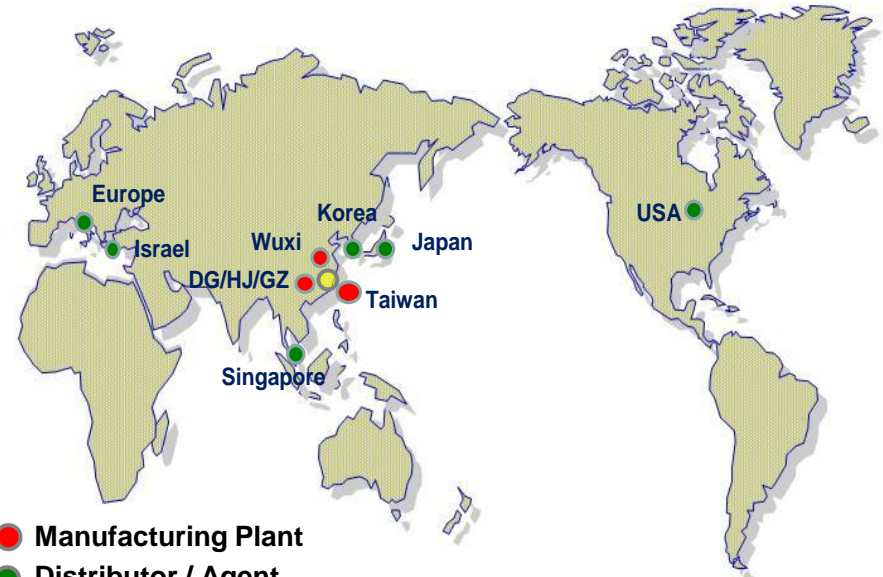 Europe
Korea
USA
Israel
Wuxi
Japan
DG/HJ/GZ
Taiwan
Singapore
Manufacturing Plant
Distributor / Agent